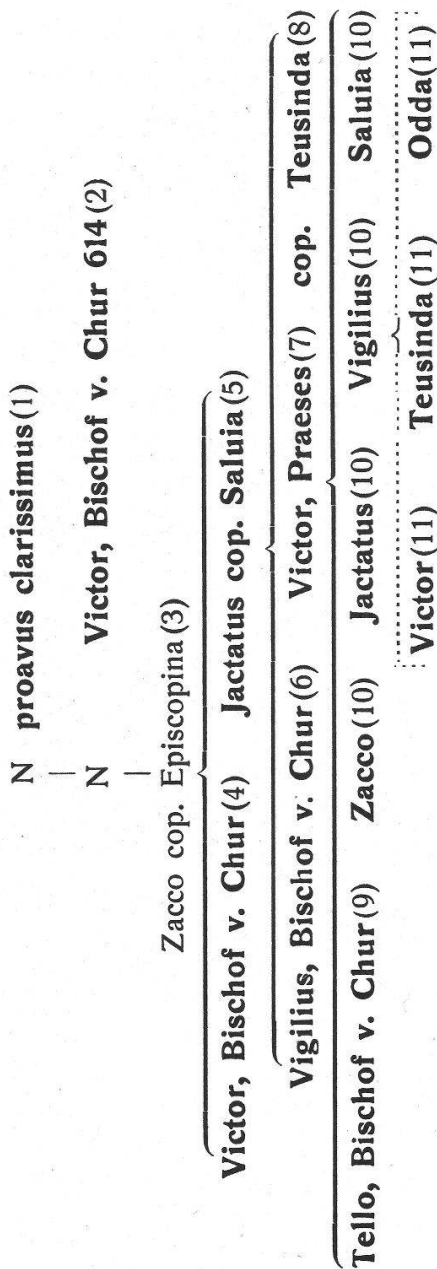 N proavus clarissimus (1)
N Victor, Bischof v. Chur 614 (2)
Zacco cop. Episcopina (3)
Victor, Bischof v. Chur (4) Jactatus cop. Saluia (5)
Vigilius, Bischof v. Chur (6) Victor, Praeses (7) cop. Teusinda (8)
Tello, Bischof v. Chur (9) Zacco (10) Jactatus (10) Vigilius (10) Saluia (10)
Victor (11) Teusinda (11) Odda (11)